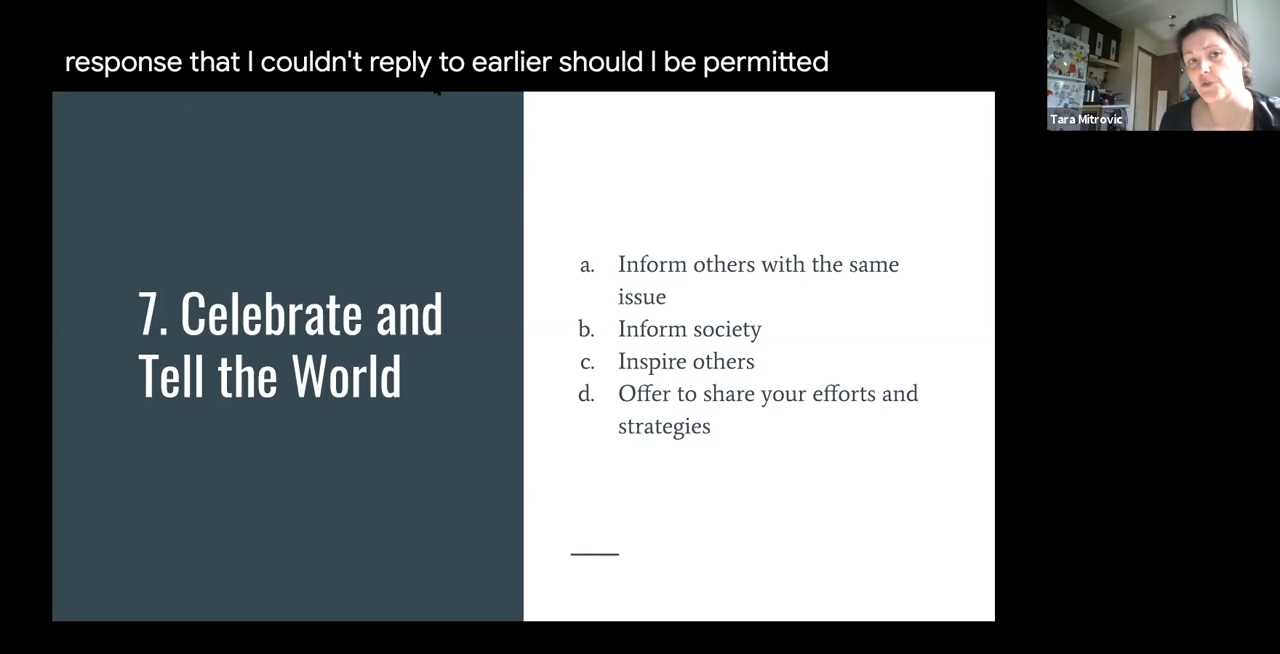 response that I couldn't reply to earlier should I be permitted
Tara Mitrovic
7. Celebrate and
Tell the World
a. Inform others with the same
issue
b. Inform society
c. Inspire others
d. Offer to share your efforts and
strategies